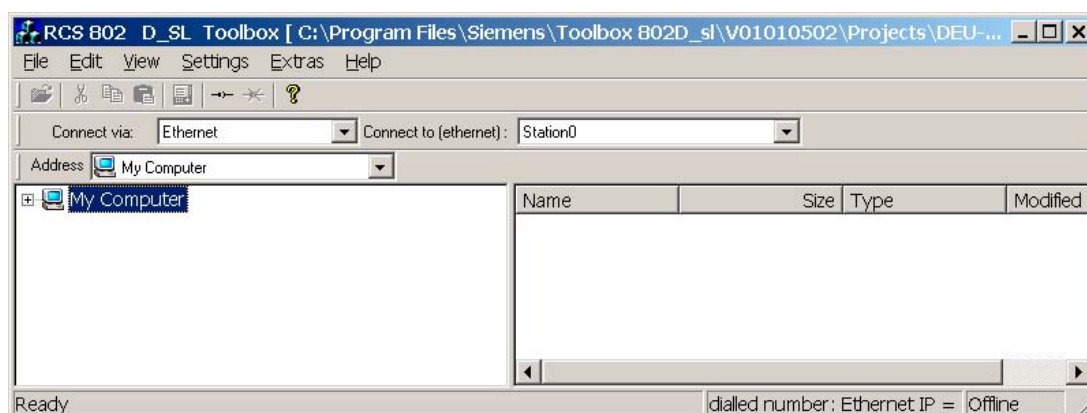 RCS 802 D_SL Toolbox [ C:\Program Files\Siemens\Toolbox 802D_sl\V01010502\Projects\DEU-...
File Edit View Settings Extras Help
Connect via: Ethernet Connect to (ethernet) : Station0
Address My Computer
My Computer Name Size Type Modified
Ready dialled number: Ethernet IP = Offline